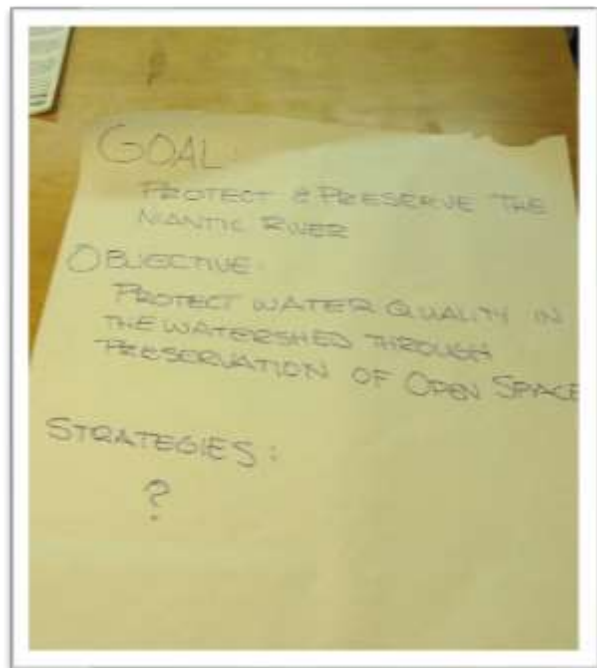 GOAL:
PROTECT & PRESERVE THE
NIANTIC RIVER
OBJECTIVE:
PROTECT WATER QUALITY IN
THE WATERSHED THROUGH
PRESERVATION OF OPEN SPACE
STRATEGIES:
?